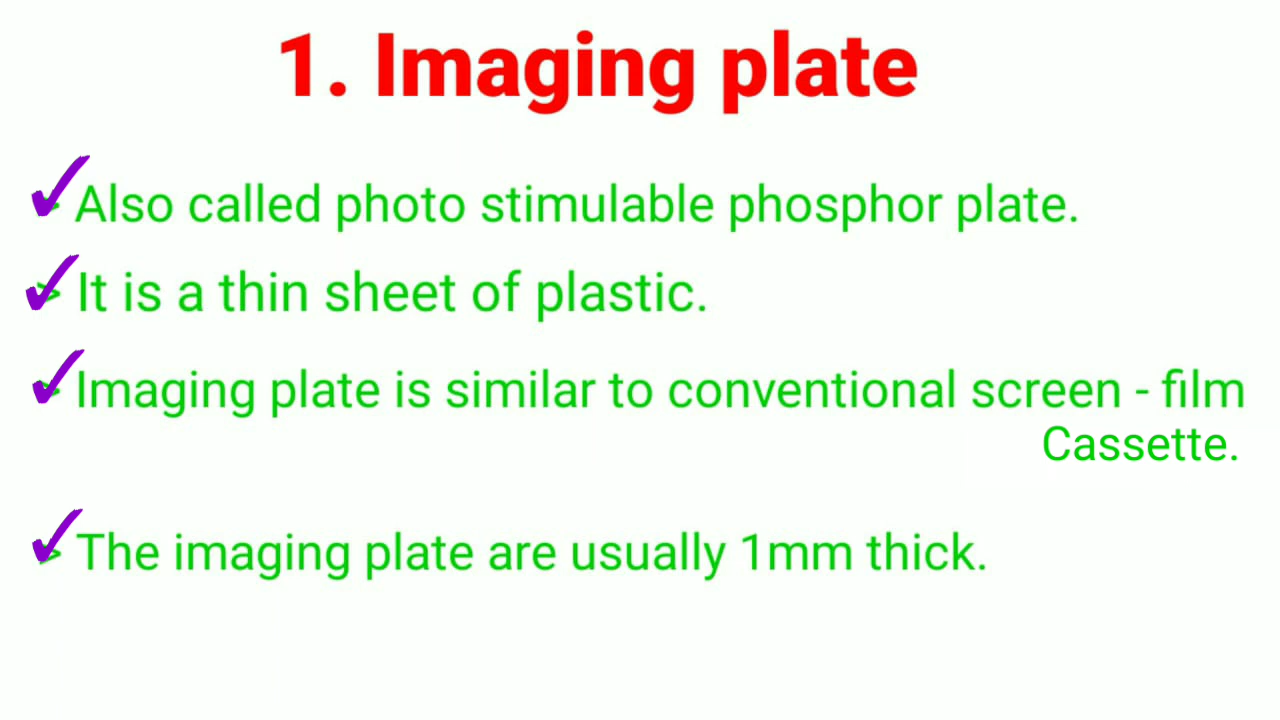 1. Imaging plate
✓> Also called photo stimulable phosphor plate.
✓> It is a thin sheet of plastic.
✓> Imaging plate is similar to conventional screen - film
Cassette.
✓> The imaging plate are usually 1mm thick.